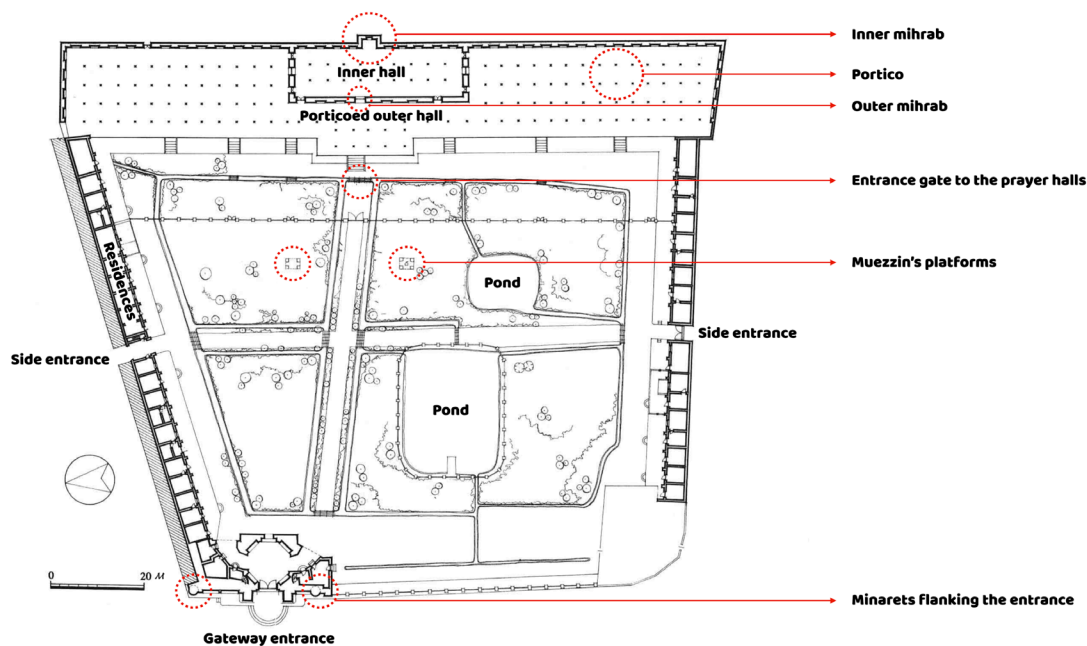 Inner mihrab
Inner hall
Portico
Outer mihrab
Porticoed outer hall
Entrance gate to the prayer halls
Residences
Muezzin's platforms
Pond
Side entrance
Side entrance
Pond
0 20 M
Minarets flanking the entrance
Gateway entrance